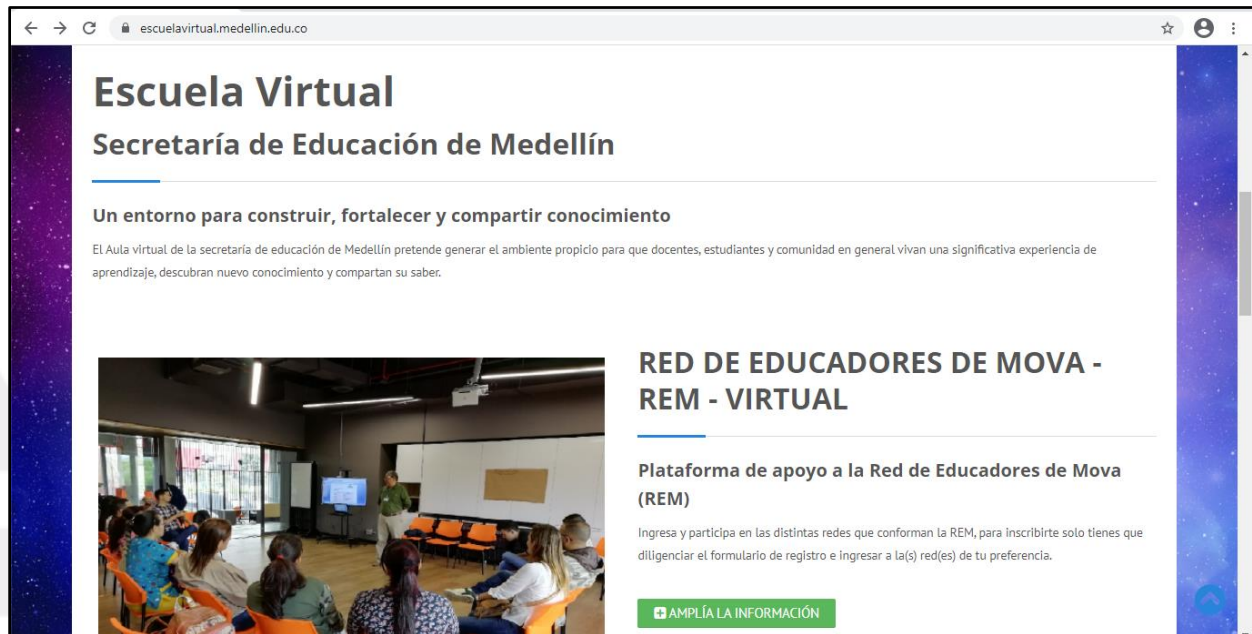 escuelavirtual.medellin.edu.co
Escuela Virtual
Secretaría de Educación de Medellín
Un entorno para construir, fortalecer y compartir conocimiento
El Aula virtual de la secretaría de educación de Medellín pretende generar el ambiente propicio para que docentes, estudiantes y comunidad en general vivan una significativa experiencia de
aprendizaje, descubran nuevo conocimiento y compartan su saber.
RED DE EDUCADORES DE MOVA -
REM - VIRTUAL
Plataforma de apoyo a la Red de Educadores de Mova
(REM)
Ingresa y participa en las distintas redes que conforman la REM, para inscribirte solo tienes que
diligenciar el formulario de registro e ingresar a la(s) red(es) de tu preferencia.
AMPLÍA LA INFORMACIÓN